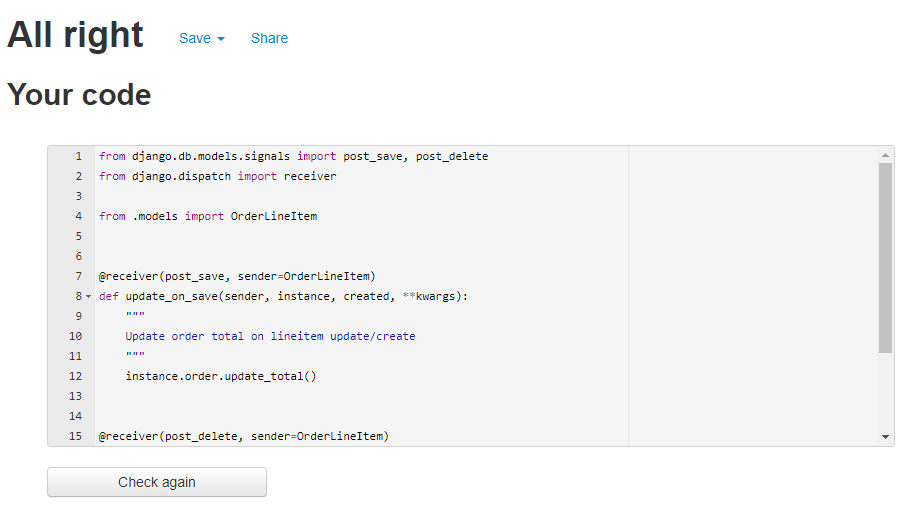 All right Save Share
Your code
1 from django.db.models.signals import post_save, post_delete
2 from django.dispatch import receiver
3
4 from .models import OrderLineItem
5
6
7 @receiver(post_save, sender=OrderLineItem)
8 def update_on_save(sender, instance, created, **kwargs):
9 """
10 Update order total on lineitem update/create
11 """
12 instance.order.update_total()
13
14
15 @receiver(post_delete, sender=OrderLineItem)
Check again